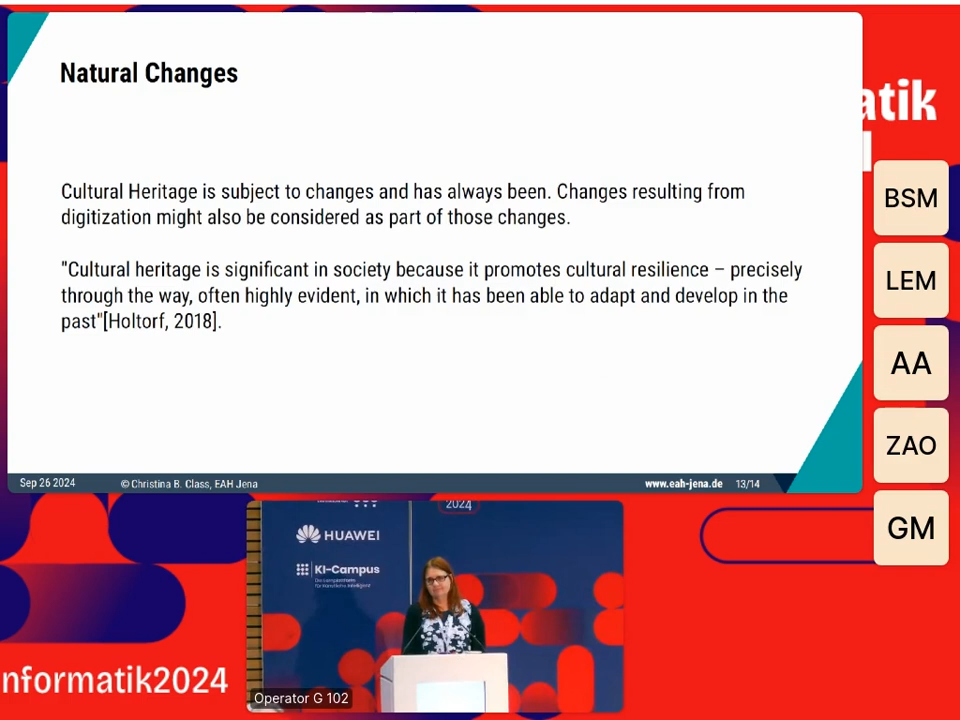 Natural Changes
Cultural Heritage is subject to changes and has always been. Changes resulting from
digitization might also be considered as part of those changes.
"Cultural heritage is significant in society because it promotes cultural resilience – precisely
through the way, often highly evident, in which it has been able to adapt and develop in the
past"[Holtorf, 2018].
Sep 26 2024
© Christina B. Class, EAH Jena
www.eah-jena.de
13/14
atik
BSM
LEM
AA
ZAO
GM
2024
HUAWEI
KI-Campus
Operator G 102
nformatik2024